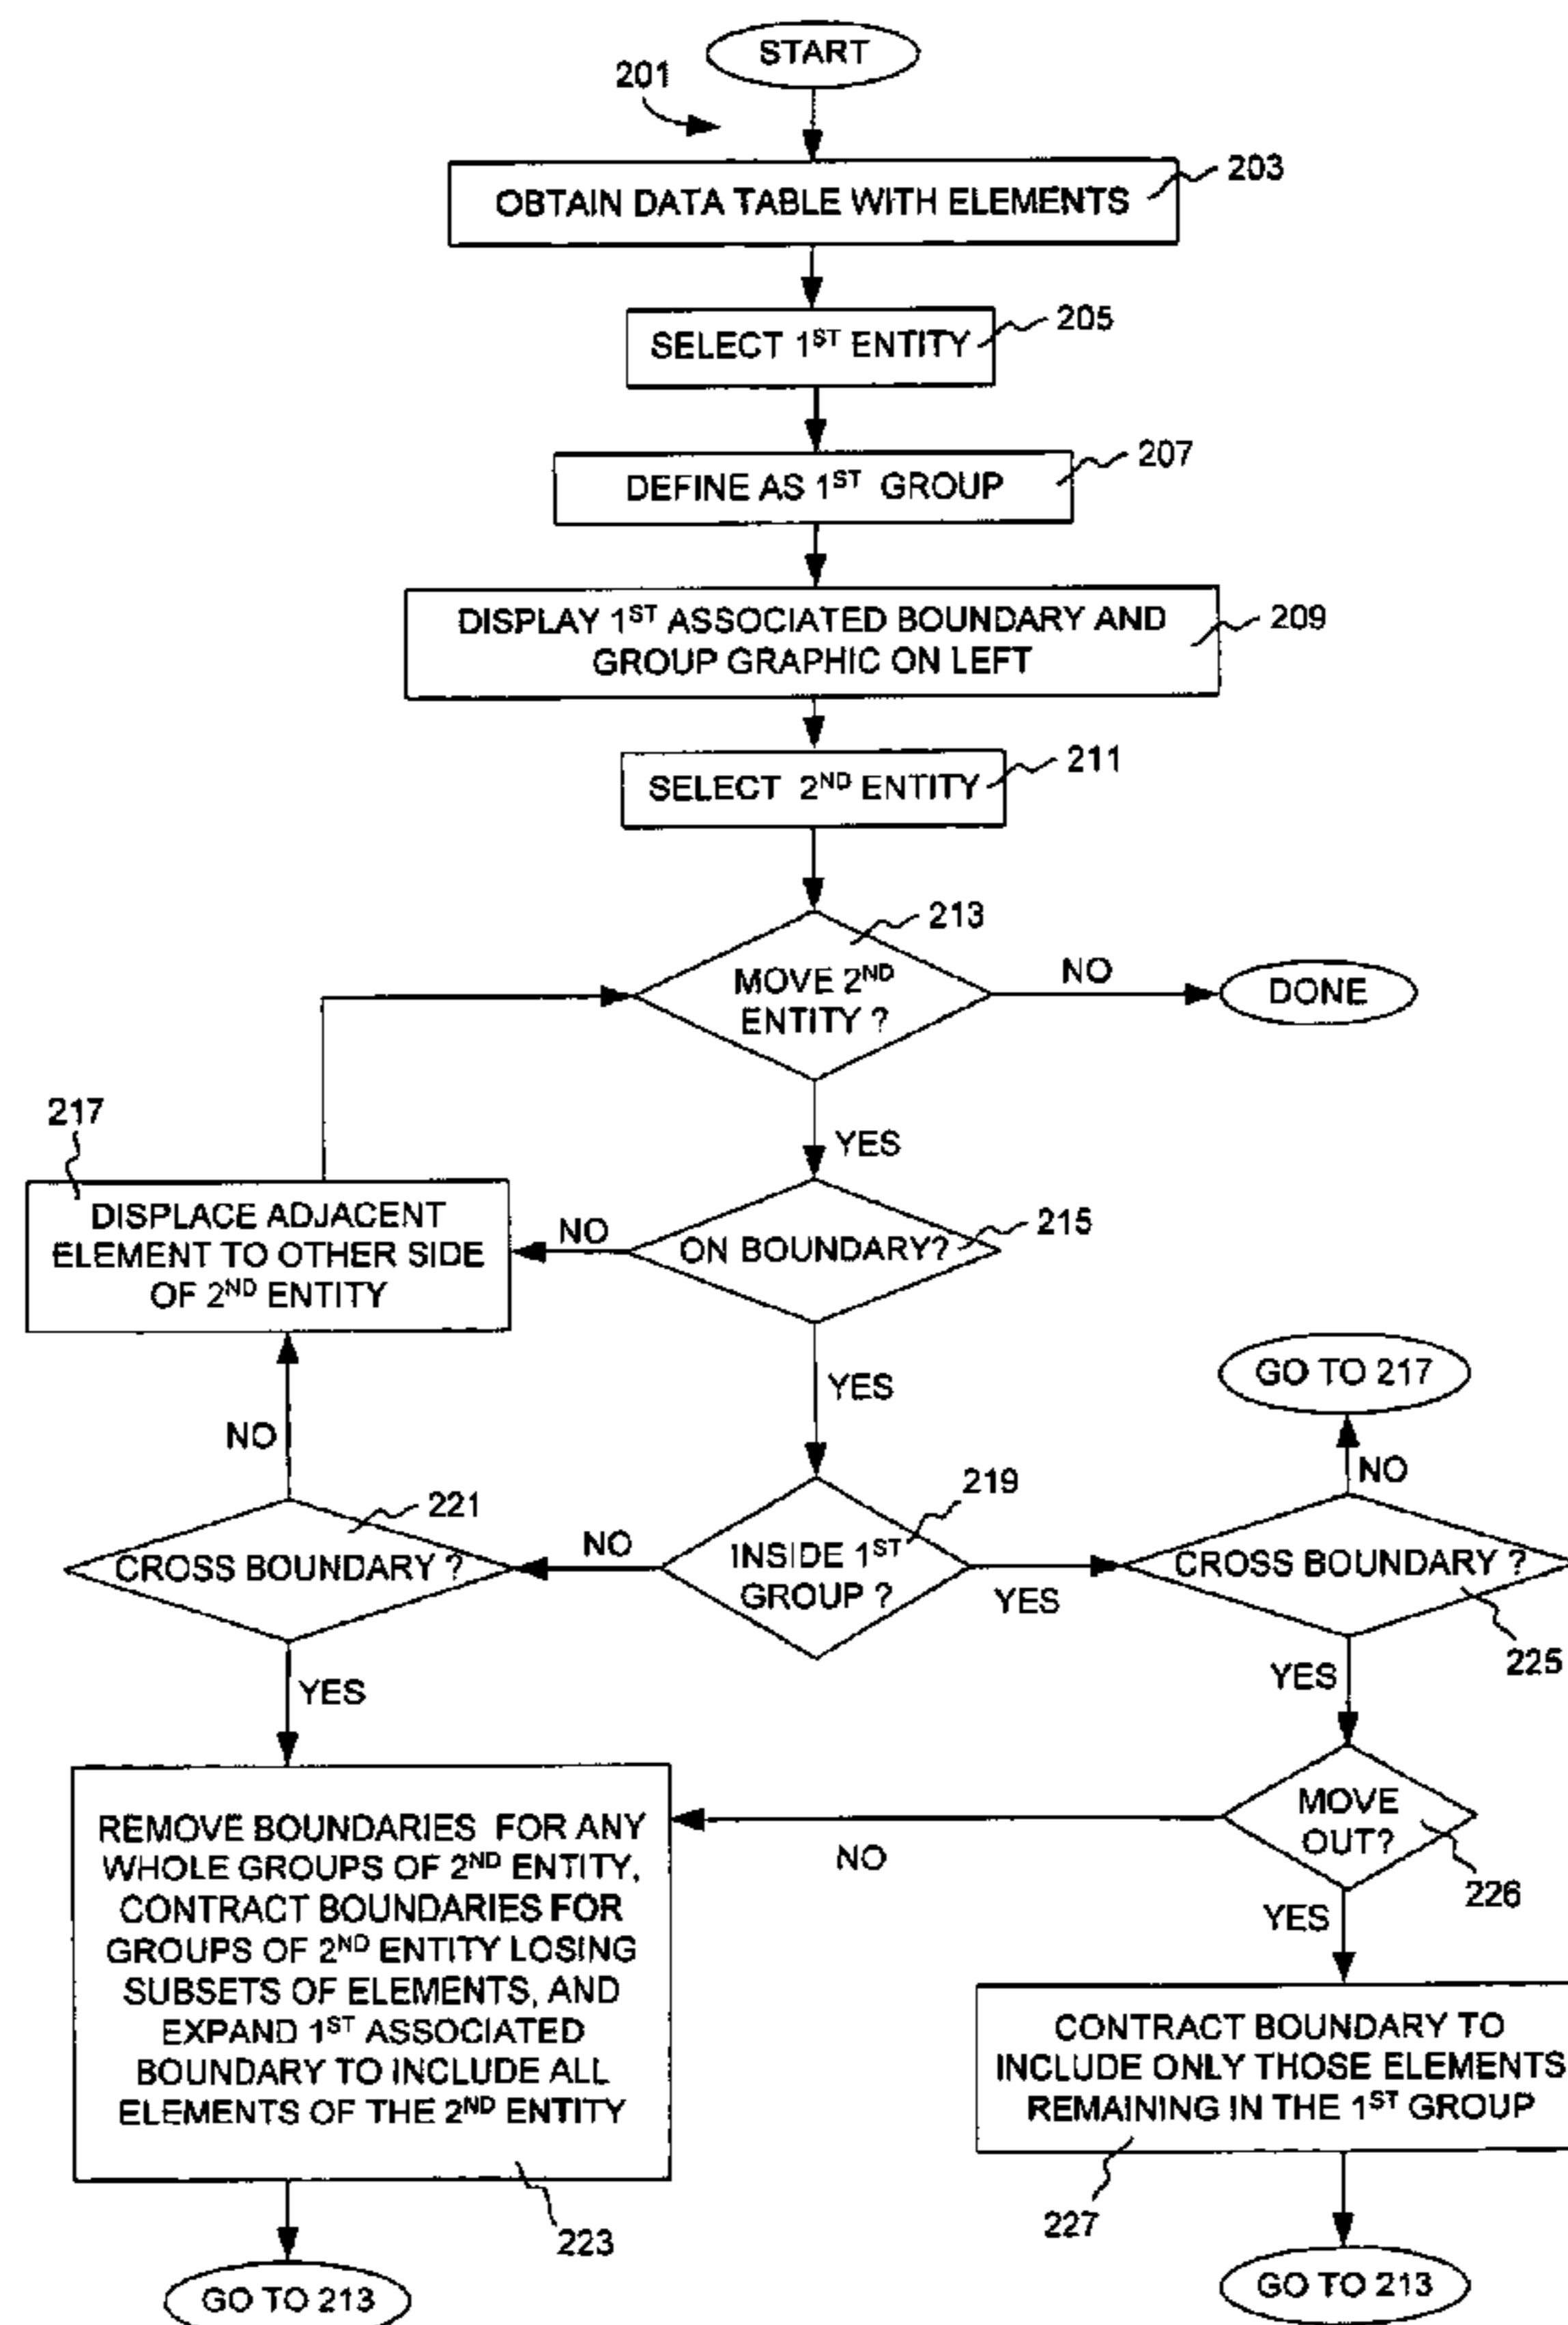 START
201
OBTAIN DATA TABLE WITH ELEMENTS
203
SELECT 1ST ENTITY
205
DEFINE AS 1ST GROUP
207
DISPLAY 1ST ASSOCIATED BOUNDARY AND
GROUP GRAPHIC ON LEFT
209
SELECT 2ND ENTITY
211
213
MOVE 2ND
ENTITY ?
NO
DONE
YES
217
DISPLACE ADJACENT
ELEMENT TO OTHER SIDE
OF 2ND ENTITY
NO
ON BOUNDARY?
215
YES
GO TO 217
NO
NO
221
CROSS BOUNDARY ?
NO
219
INSIDE 1ST
GROUP ?
YES
CROSS BOUNDARY ?
225
YES
YES
MOVE
OUT?
226
NO
YES
REMOVE BOUNDARIES FOR ANY
WHOLE GROUPS OF 2ND ENTITY,
CONTRACT BOUNDARIES FOR
GROUPS OF 2ND ENTITY LOSING
SUBSETS OF ELEMENTS, AND
EXPAND 1ST ASSOCIATED
BOUNDARY TO INCLUDE ALL
ELEMENTS OF THE 2ND ENTITY
223
CONTRACT BOUNDARY TO
INCLUDE ONLY THOSE ELEMENTS
REMAINING IN THE 1ST GROUP
227
GO TO 213
GO TO 213